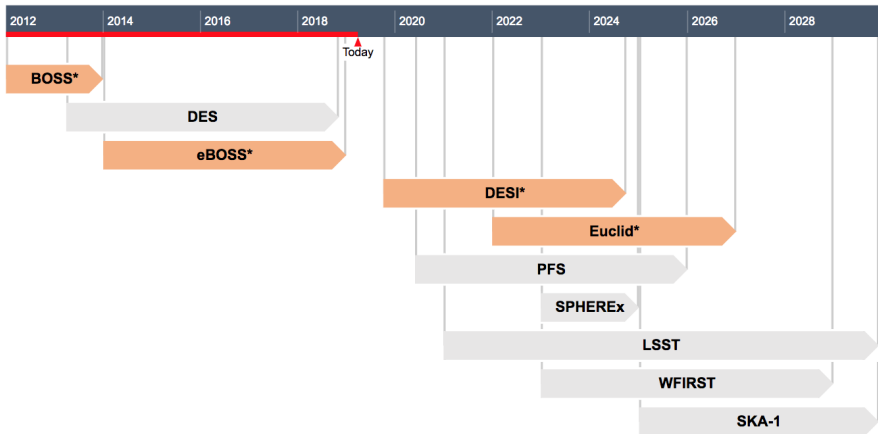 2012 2014 2016 2018 2020 2022 2024 2026 2028
Today
BOSS*
DES
eBOSS*
DESI*
Euclid*
PFS
SPHEREx
LSST
WFIRST
SKA-1